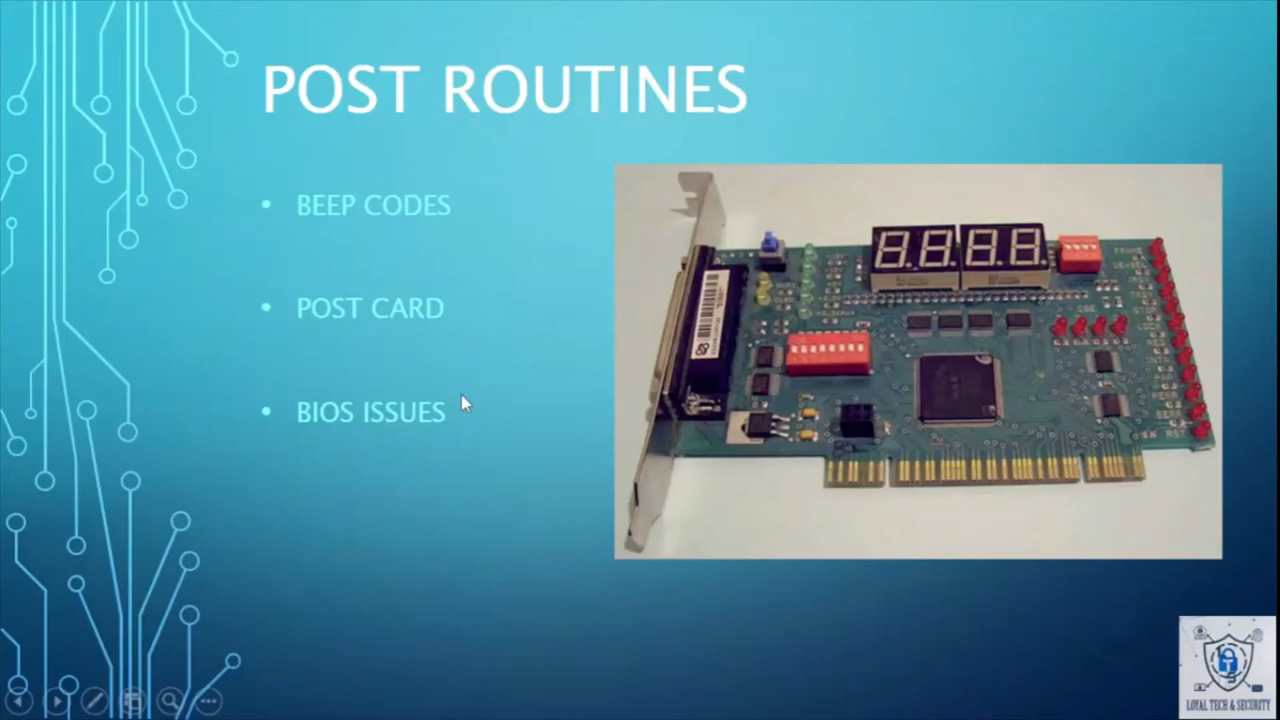 POST ROUTINES
• BEEP CODES
• POST CARD
• BIOS ISSUES
LOYAL TECH & SECURITY